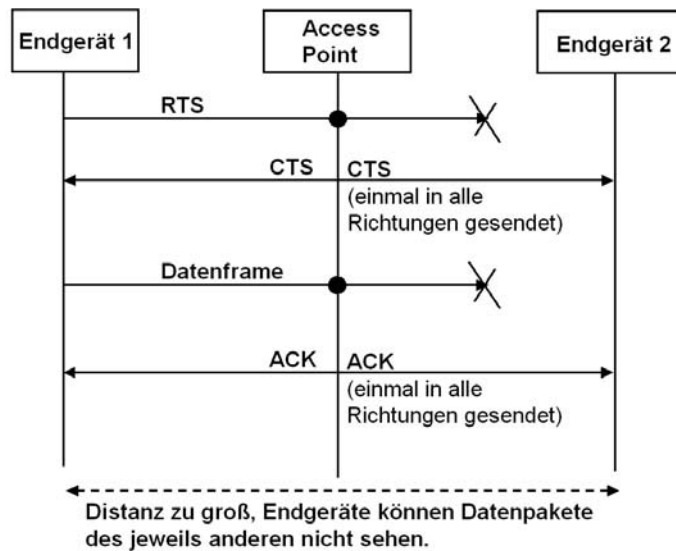 Endgerät 1
Access
Point
Endgerät 2
RTS
CTS
CTS
(einmal in alle
Richtungen gesendet)
Datenframe
ACK
ACK
(einmal in alle
Richtungen gesendet)
Distanz zu groß, Endgeräte können Datenpakete
des jeweils anderen nicht sehen.